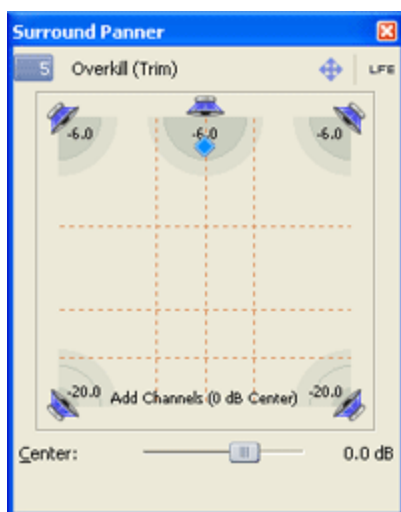 Surround Panner
5 Overkill (Trim) LFE
-6.0 -6.0 -6.0
-20.0 Add Channels (0 dB Center) -20.0
Center: 0.0 dB